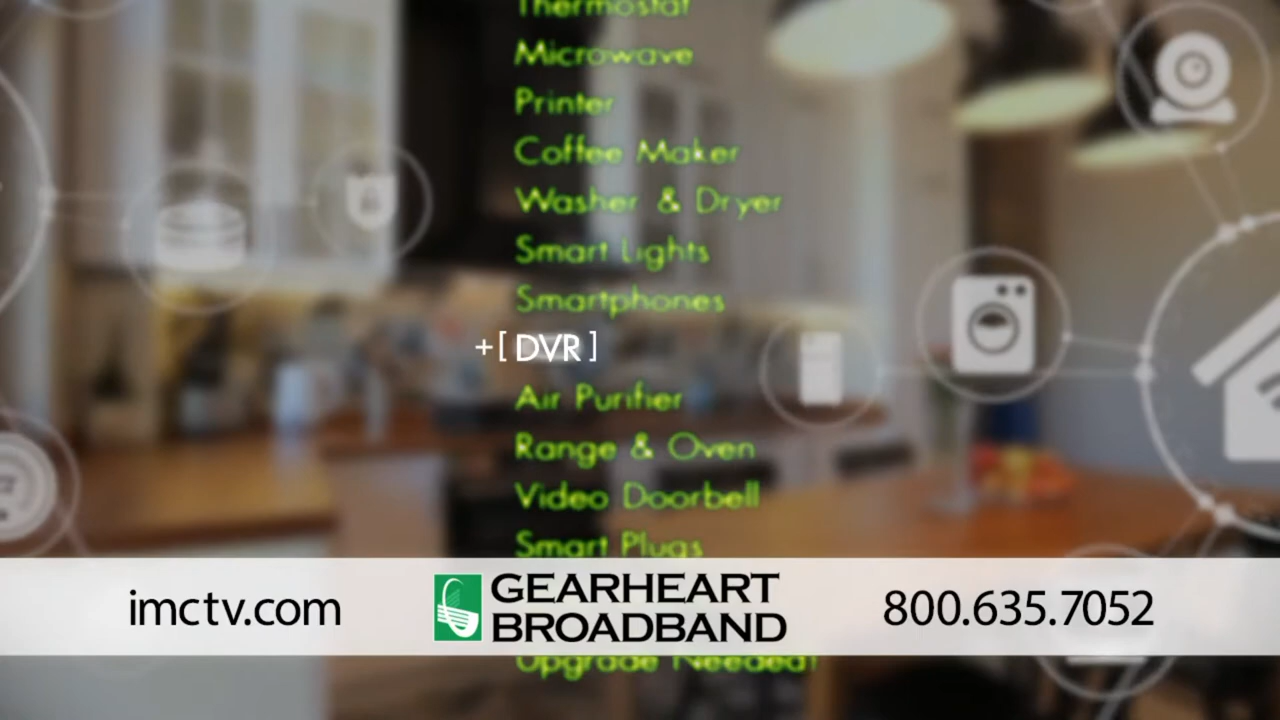 Thermostat
Microwave
Printer
Coffee Maker
Washer & Dryer
Smart Lights
Smartphones
+[DVR]
Air Purifier
Range & Oven
Video Doorbell
Smart Plugs
imctv.com
GEARHEART
BROADBAND
800.635.7052
Upgrade Needed!